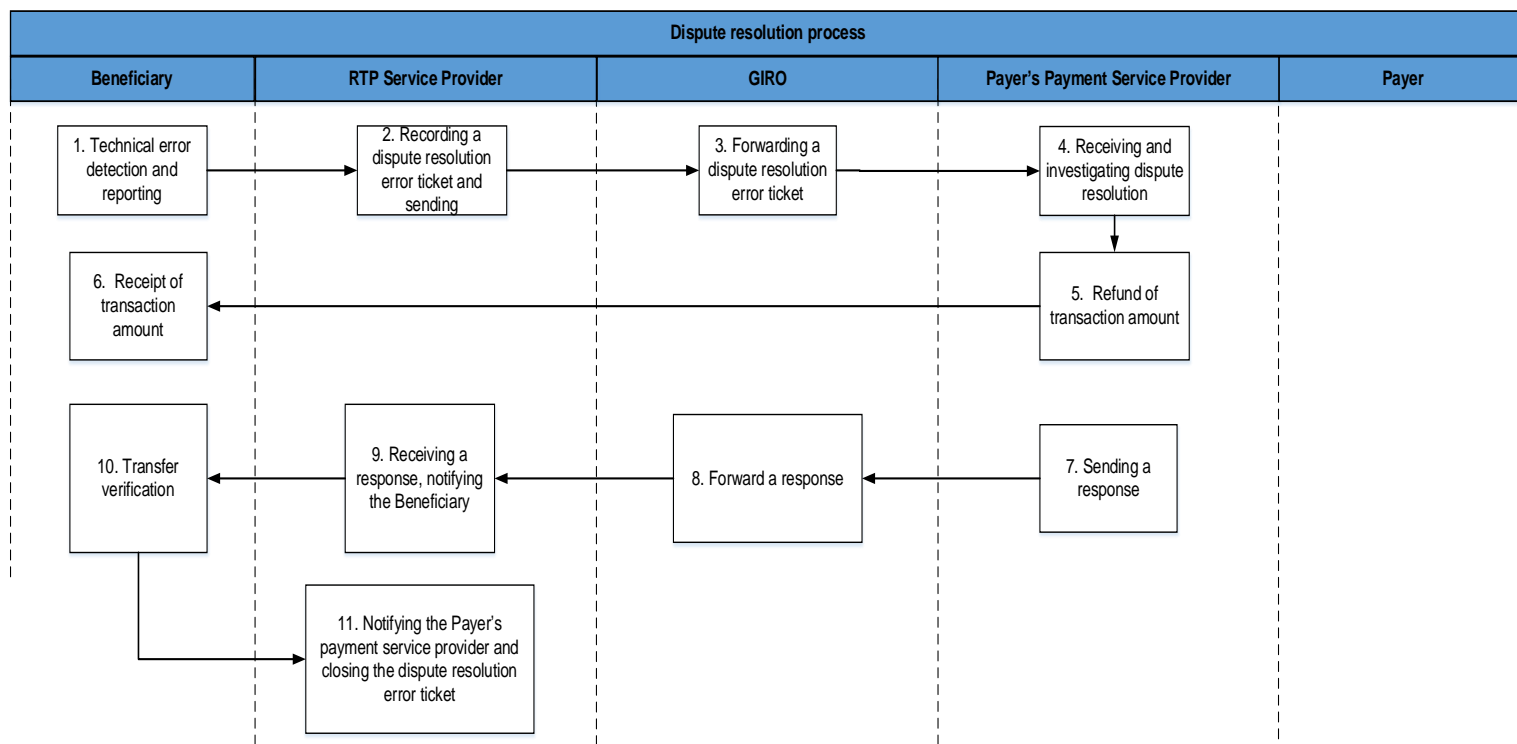 Dispute resolution process
Beneficiary
RTP Service Provider
GIRO
Payer's Payment Service Provider
Payer
1. Technical error
detection and
reporting
2. Recording a
dispute resolution
error ticket and
sending
3. Forwarding a
dispute resolution
error ticket
4. Receiving and
investigating dispute
resolution
6. Receipt of
transaction
amount
5. Refund of
transaction amount
10. Transfer
verification
9. Receiving a
response, notifying
the Beneficiary
8. Forward a response
7. Sending a
response
11. Notifying the Payer's
payment service provider and
closing the dispute resolution
error ticket